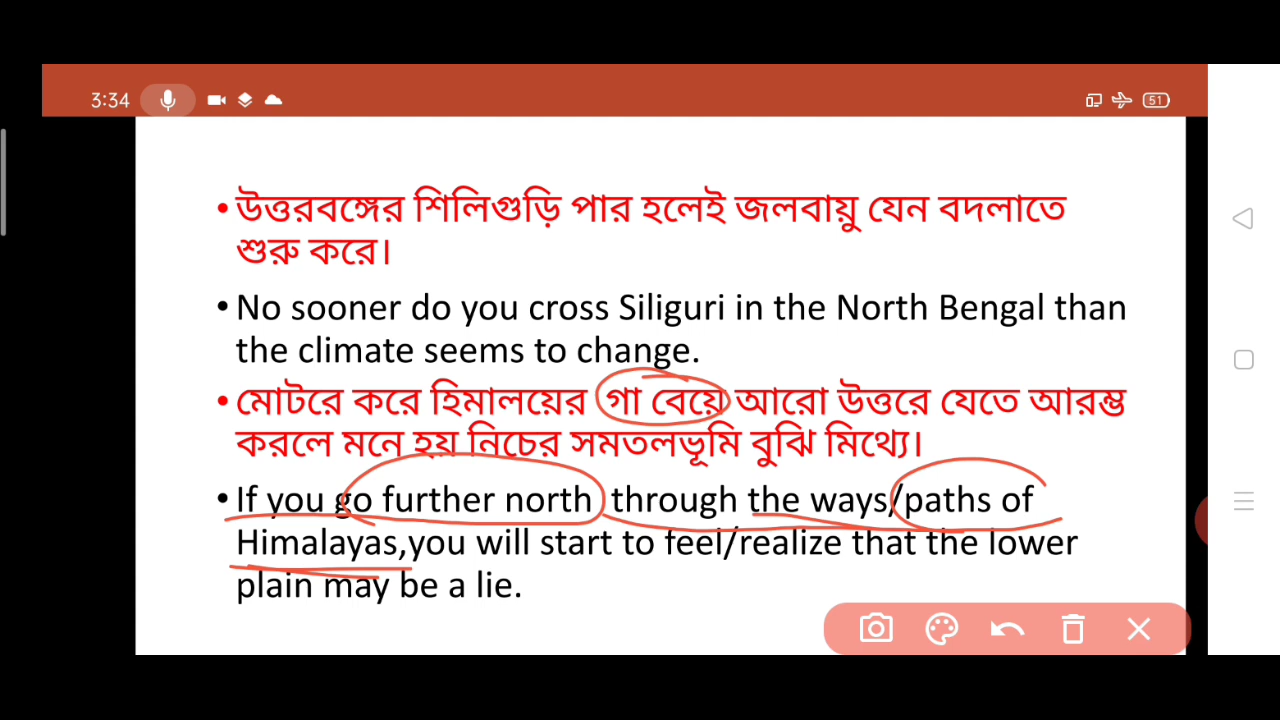 3:34
51
•উত্তরবঙ্গের শিলিগুড়ি পার হলেই জলবায়ু যেন বদলাতে
শুরু করে।
•No sooner do you cross Siliguri in the North Bengal than
the climate seems to change.
•মোটরে করে হিমালয়ের গা বেয়ে আরো উত্তরে যেতে আরম্ভ
করলে মনে হয় নিচের সমতলভূমি বুঝি মিথ্যে।
•If you go further north through the ways/paths of
Himalayas,you will start to feel/realize that the lower
plain may be a lie.